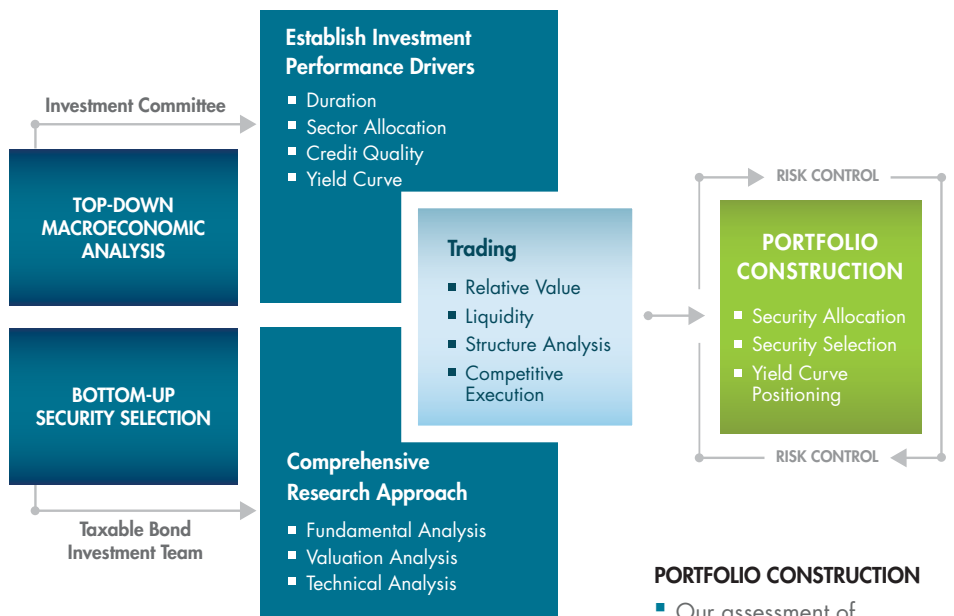 Investment Committee
TOP-DOWN
MACROECONOMIC
ANALYSIS
Establish Investment
Performance Drivers
Duration
Sector Allocation
Credit Quality
Yield Curve
BOTTOM-UP
SECURITY SELECTION
Taxable Bond
Investment Team
Comprehensive
Research Approach
Fundamental Analysis
Valuation Analysis
Technical Analysis
Trading
Relative Value
Liquidity
Structure Analysis
Competitive
Execution
RISK CONTROL
PORTFOLIO
CONSTRUCTION
Security Allocation
Security Selection
Yield Curve
Positioning
RISK CONTROL
PORTFOLIO CONSTRUCTION
Our assessment of